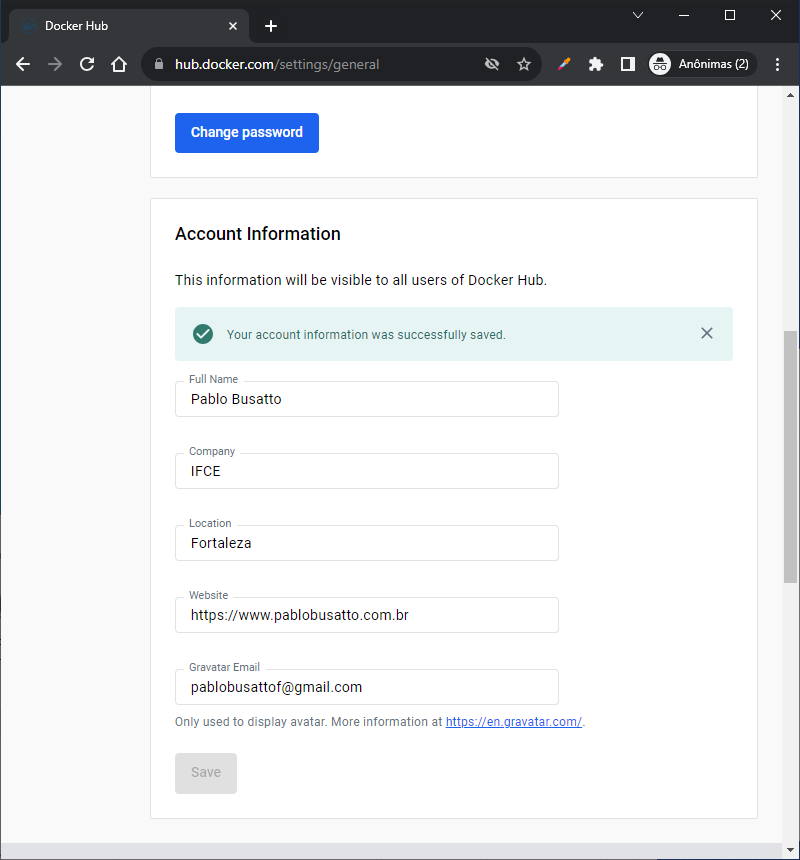 Docker Hub
hub.docker.com/settings/general
Anônimas (2)
Change password
Account Information
This information will be visible to all users of Docker Hub.
Your account information was successfully saved.
Full Name
Pablo Busatto
Company
IFCE
Location
Fortaleza
Website
https://www.pablobusatto.com.br
Gravatar Email
pablobusattof@gmail.com
Only used to display avatar. More information at https://en.gravatar.com/.
Save